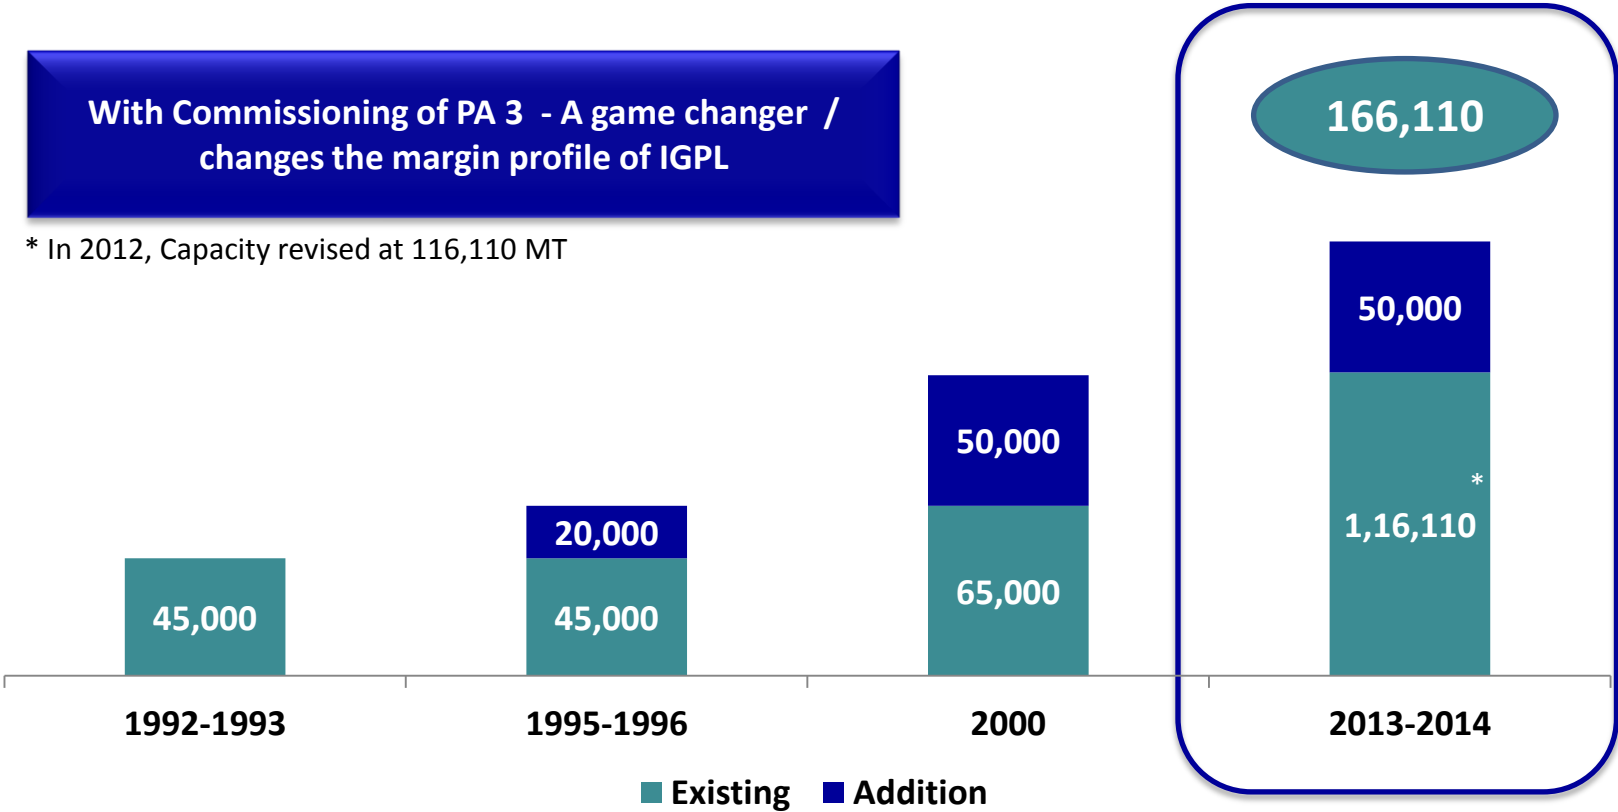 With Commissioning of PA 3 - A game changer /
changes the margin profile of IGPL
* In 2012, Capacity revised at 116,110 MT
166,110
50,000
50,000
*
1,16,110
20,000
65,000
45,000
45,000
1992-1993
1995-1996
2000
2013-2014
Existing
Addition